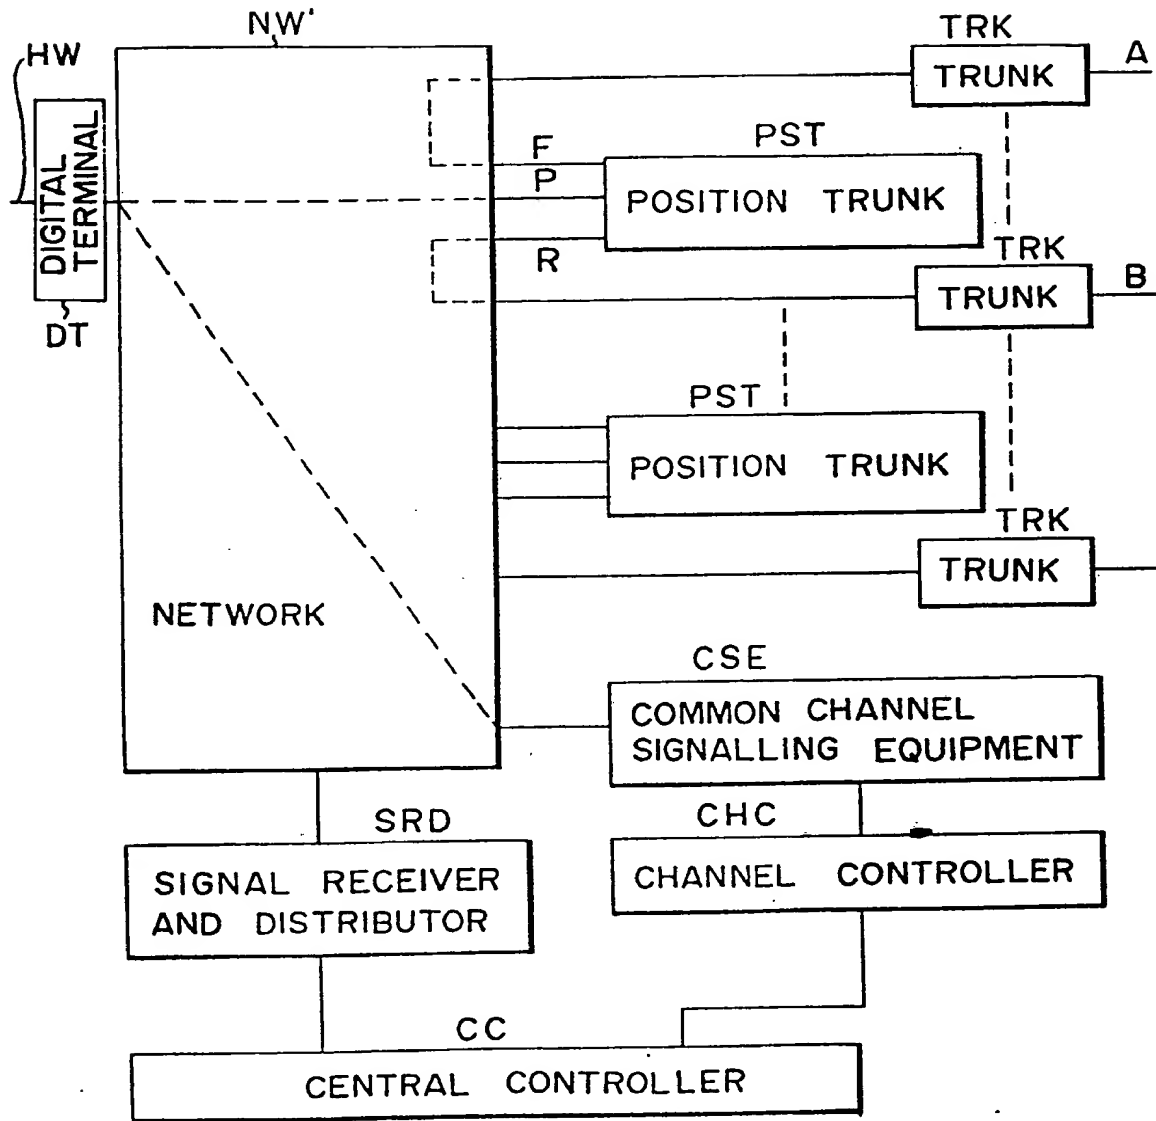 NW'
HW
TRK
TRUNK
A
DIGITAL
TERMINAL
DT
F
P
R
PST
POSITION TRUNK
TRK
TRUNK
B
PST
POSITION TRUNK
TRK
TRUNK
NETWORK
CSE
COMMON CHANNEL
SIGNALLING EQUIPMENT
SRD
SIGNAL RECEIVER
AND DISTRIBUTOR
CHC
CHANNEL CONTROLLER
CC
CENTRAL CONTROLLER